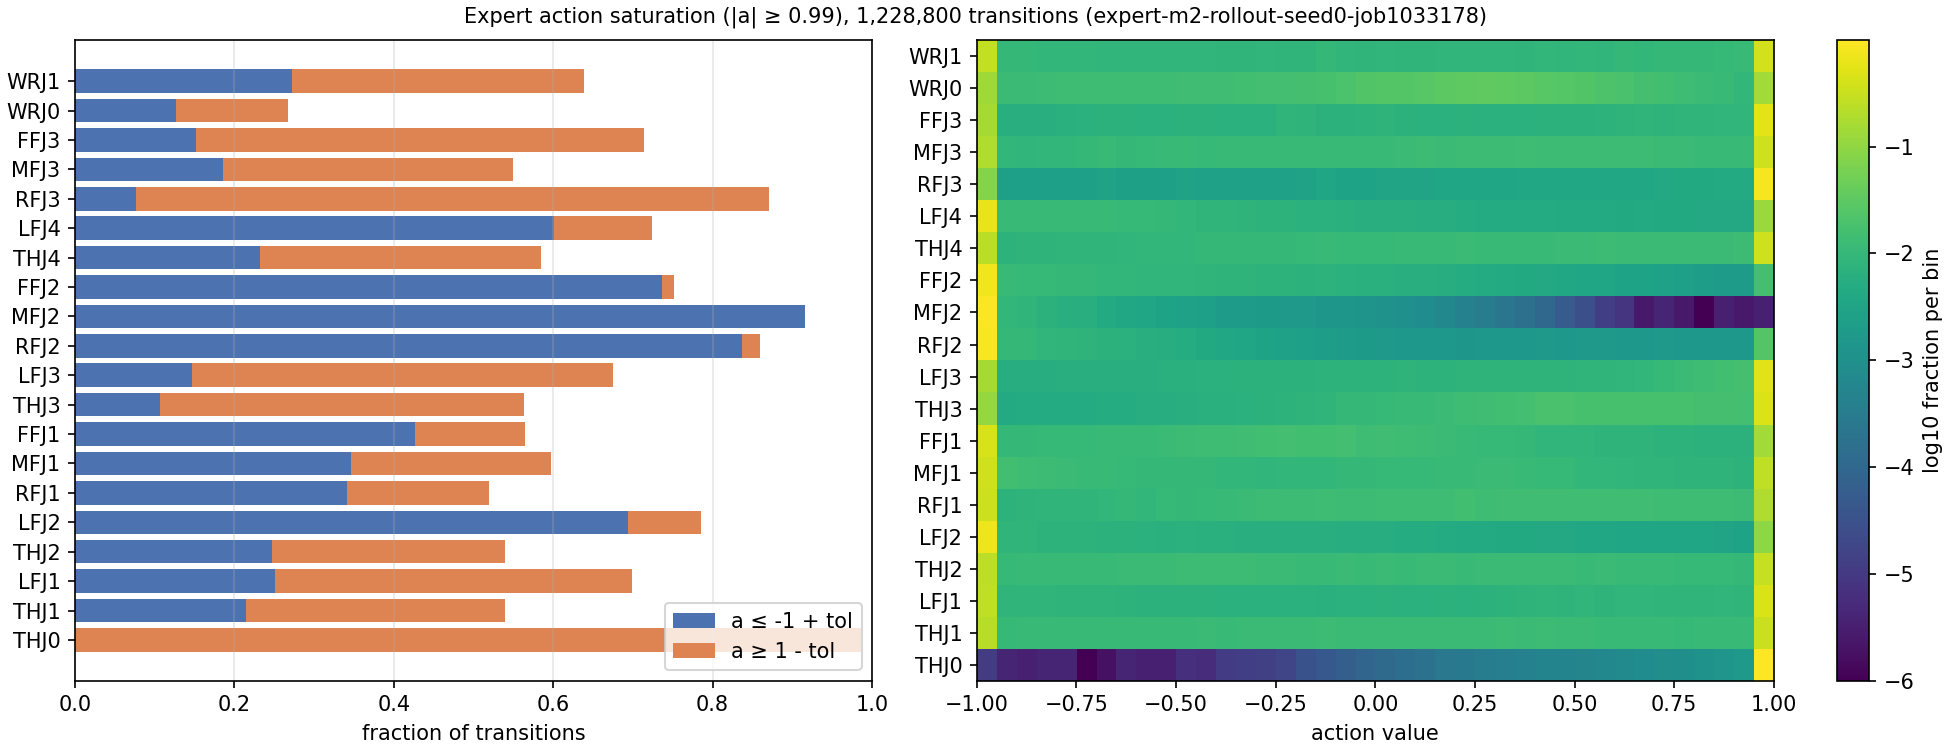 Expert action saturation (|a| ≥ 0.99), 1,228,800 transitions (expert-m2-rollout-seed0-job1033178)
WRJ1
WRJ0
FFJ3
MFJ3
RFJ3
LFJ4
THJ4
FFJ2
MFJ2
RFJ2
LFJ3
THJ3
FFJ1
MFJ1
RFJ1
LFJ2
THJ2
LFJ1
THJ1
THJ0
a ≤ -1 + tol
a ≥ 1 - tol
0.0 0.2 0.4 0.6 0.8 1.0
fraction of transitions
WRJ1
WRJ0
FFJ3
MFJ3
RFJ3
LFJ4
THJ4
FFJ2
MFJ2
RFJ2
LFJ3
THJ3
FFJ1
MFJ1
RFJ1
LFJ2
THJ2
LFJ1
THJ1
THJ0
−1.00 −0.75 −0.50 −0.25 0.00 0.25 0.50 0.75 1.00
action value
−1
−2
−3
−4
−5
−6
log10 fraction per bin